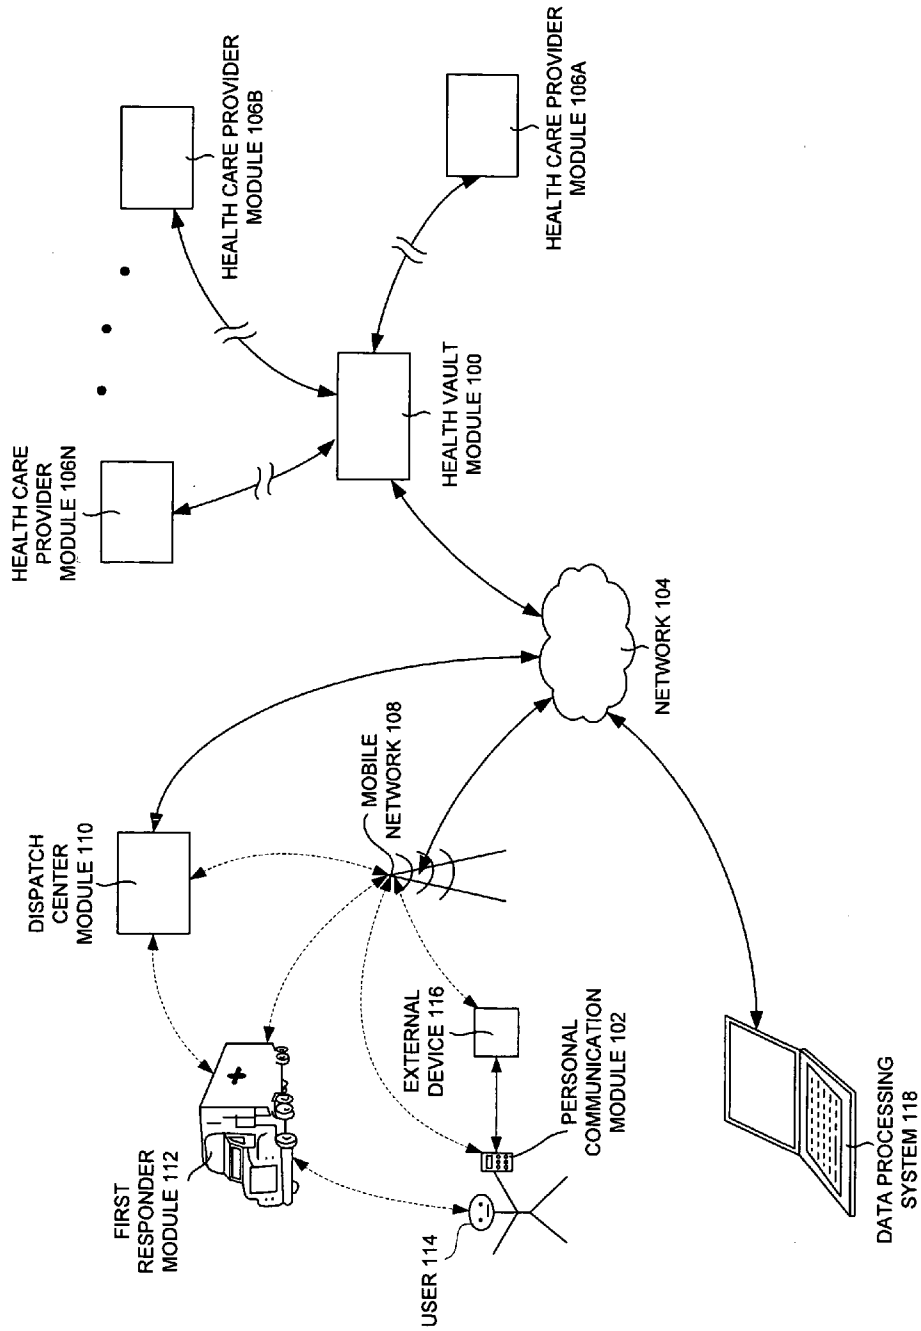 HEALTH CARE
PROVIDER
MODULE 106N
HEALTH CARE PROVIDER
MODULE 106B
HEALTH CARE PROVIDER
MODULE 106A
HEALTH VAULT
MODULE 100
DISPATCH
CENTER
MODULE 110
MOBILE
NETWORK 108
NETWORK 104
FIRST
RESPONDER
MODULE 112
EXTERNAL
DEVICE 116
USER 114
PERSONAL
COMMUNICATION
MODULE 102
DATA PROCESSING
SYSTEM 118